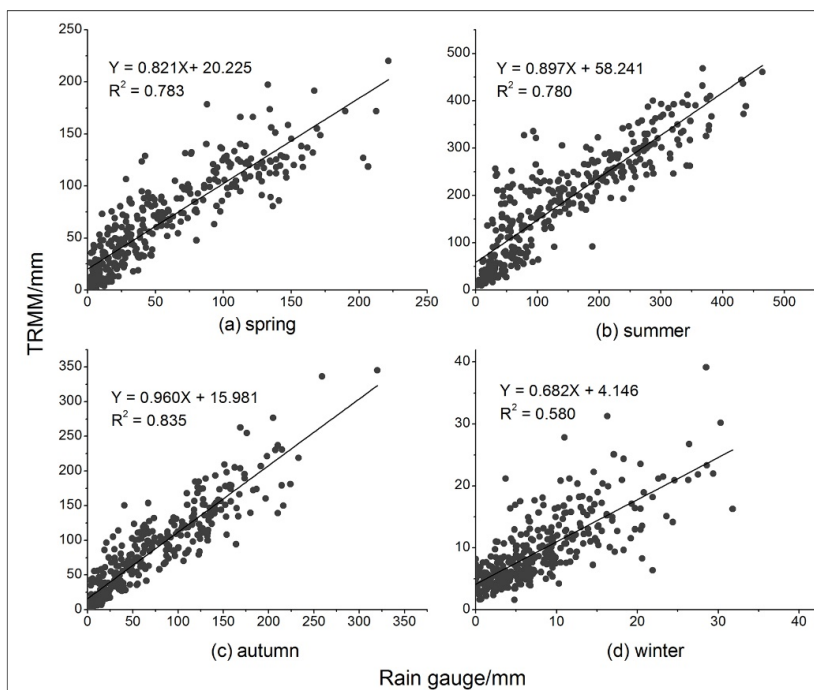 250
200
150
100
50
0
Y = 0.821X+ 20.225
R² = 0.783
0 50 100 150 200 250
(a) spring
500
400
300
200
100
0
Y = 0.897X + 58.241
R² = 0.780
0 100 200 300 400 500
(b) summer
TRMM/mm
350
300
250
200
150
100
50
0
Y = 0.960X + 15.981
R² = 0.835
0 50 100 150 200 250 300 350
(c) autumn
40
30
20
10
0
Y = 0.682X + 4.146
R² = 0.580
0 10 20 30 40
(d) winter
Rain gauge/mm